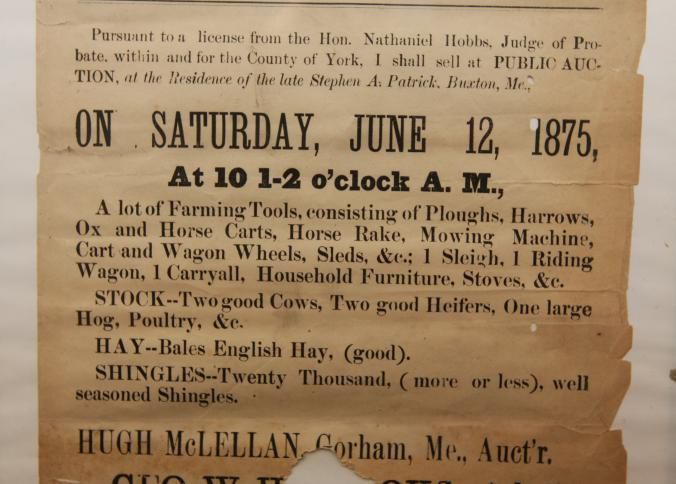 Pursuant to a license from the Hon. Nathaniel Hobbs, Judge of Pro-
bate, within and for the County of York, I shall sell at PUBLIC AUC-
TION, at the Residence of the late Stephen A. Patrick, Buxton, Me.,
ON SATURDAY, JUNE 12, 1875,
At 10 1-2 o'clock A. M.,
A lot of Farming Tools, consisting of Ploughs, Harrows,
Ox and Horse Carts, Horse Rake, Mowing Machine,
Cart and Wagon Wheels, Sleds, &c.; 1 Sleigh, 1 Riding
Wagon, 1 Carryall, Household Furniture, Stoves, &c.
STOCK--Two good Cows, Two good Heifers, One large
Hog, Poultry, &c.
HAY--Bales English Hay, (good).
SHINGLES--Twenty Thousand, (more or less), well
seasoned Shingles.
HUGH McLELLAN, Gorham, Me., Auct'r.